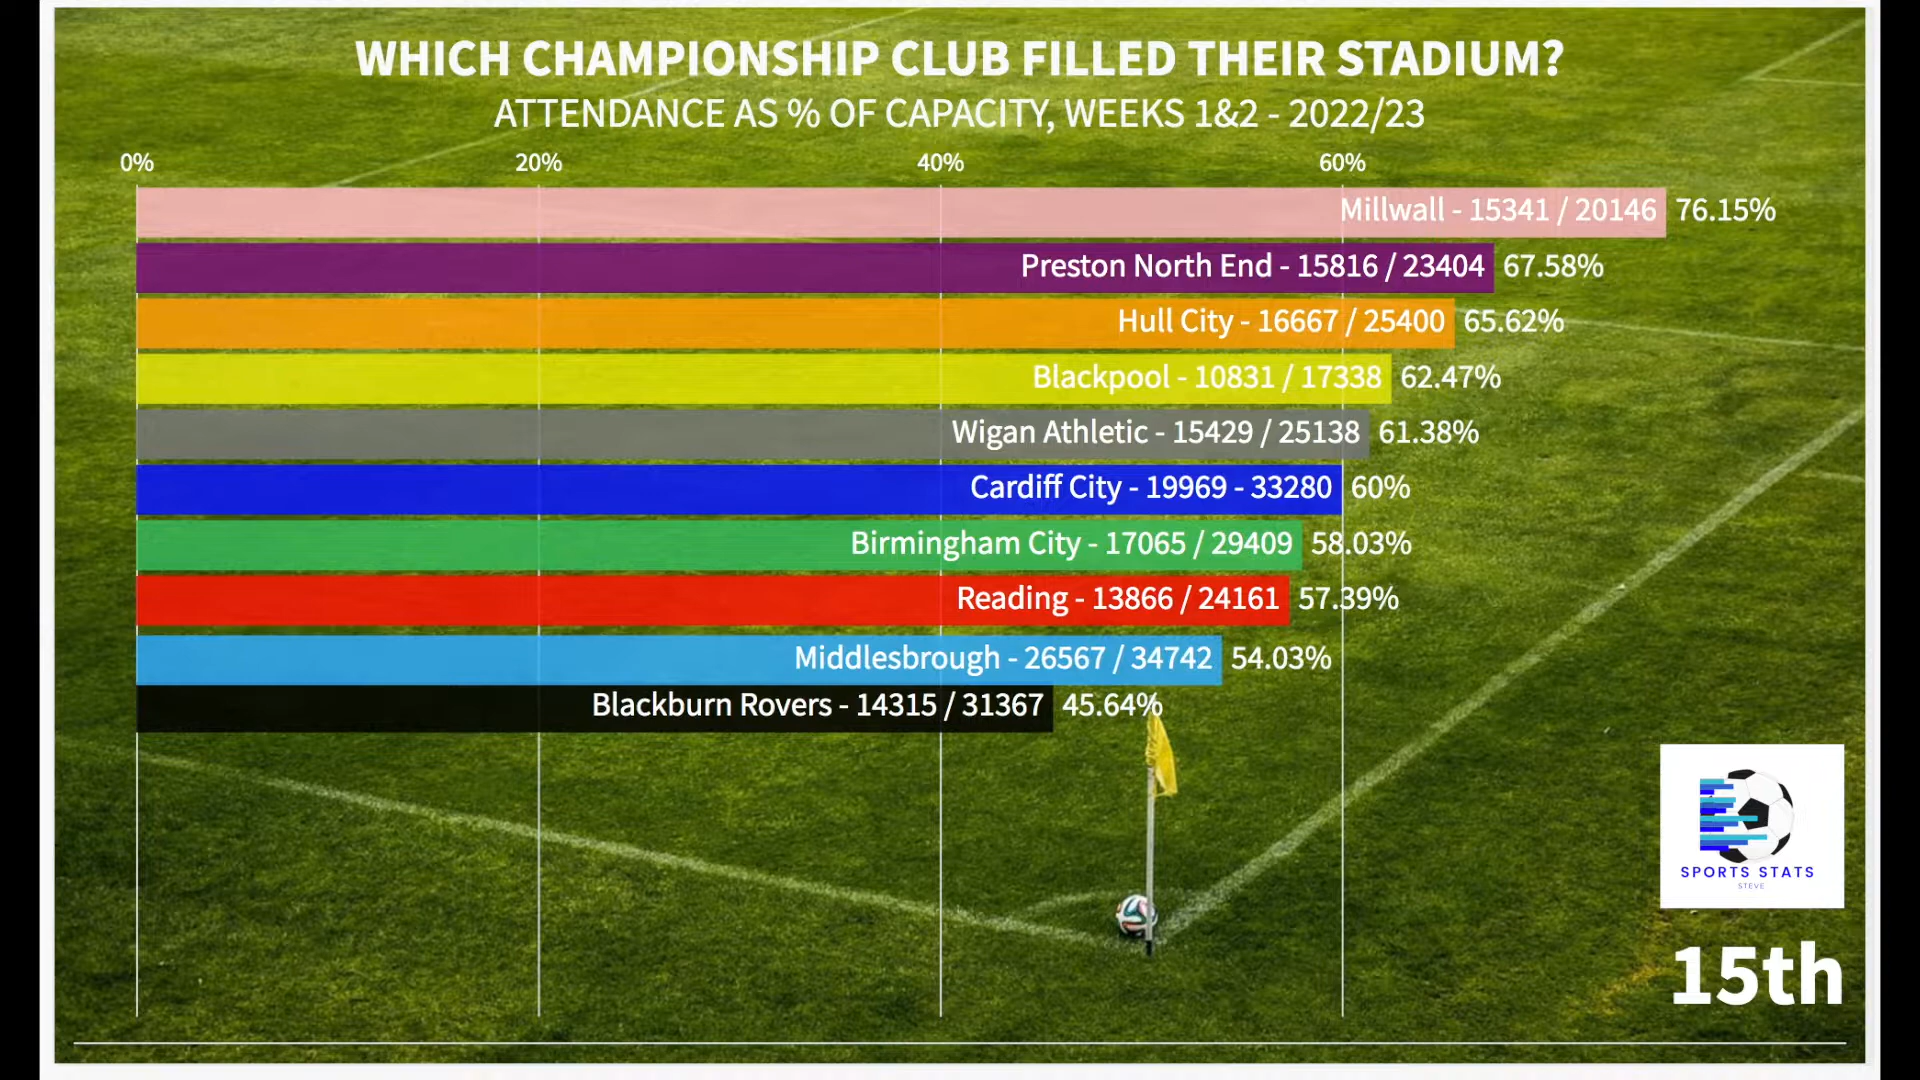 WHICH CHAMPIONSHIP CLUB FILLED THEIR STADIUM?
ATTENDANCE AS % OF CAPACITY, WEEKS 1&2 - 2022/23
0% 20% 40% 60%
Millwall - 15341 / 20146 76.15%
Preston North End - 15816 / 23404 67.58%
Hull City - 16667 / 25400 65.62%
Blackpool - 10831 / 17338 62.47%
Wigan Athletic - 15429 / 25138 61.38%
Cardiff City - 19969 - 33280 60%
Birmingham City - 17065 / 29409 58.03%
Reading - 13866 / 24161 57.39%
Middlesbrough - 26567 / 34742 54.03%
Blackburn Rovers - 14315 / 31367 45.64%
SPORTS STATS
STEVE
15th